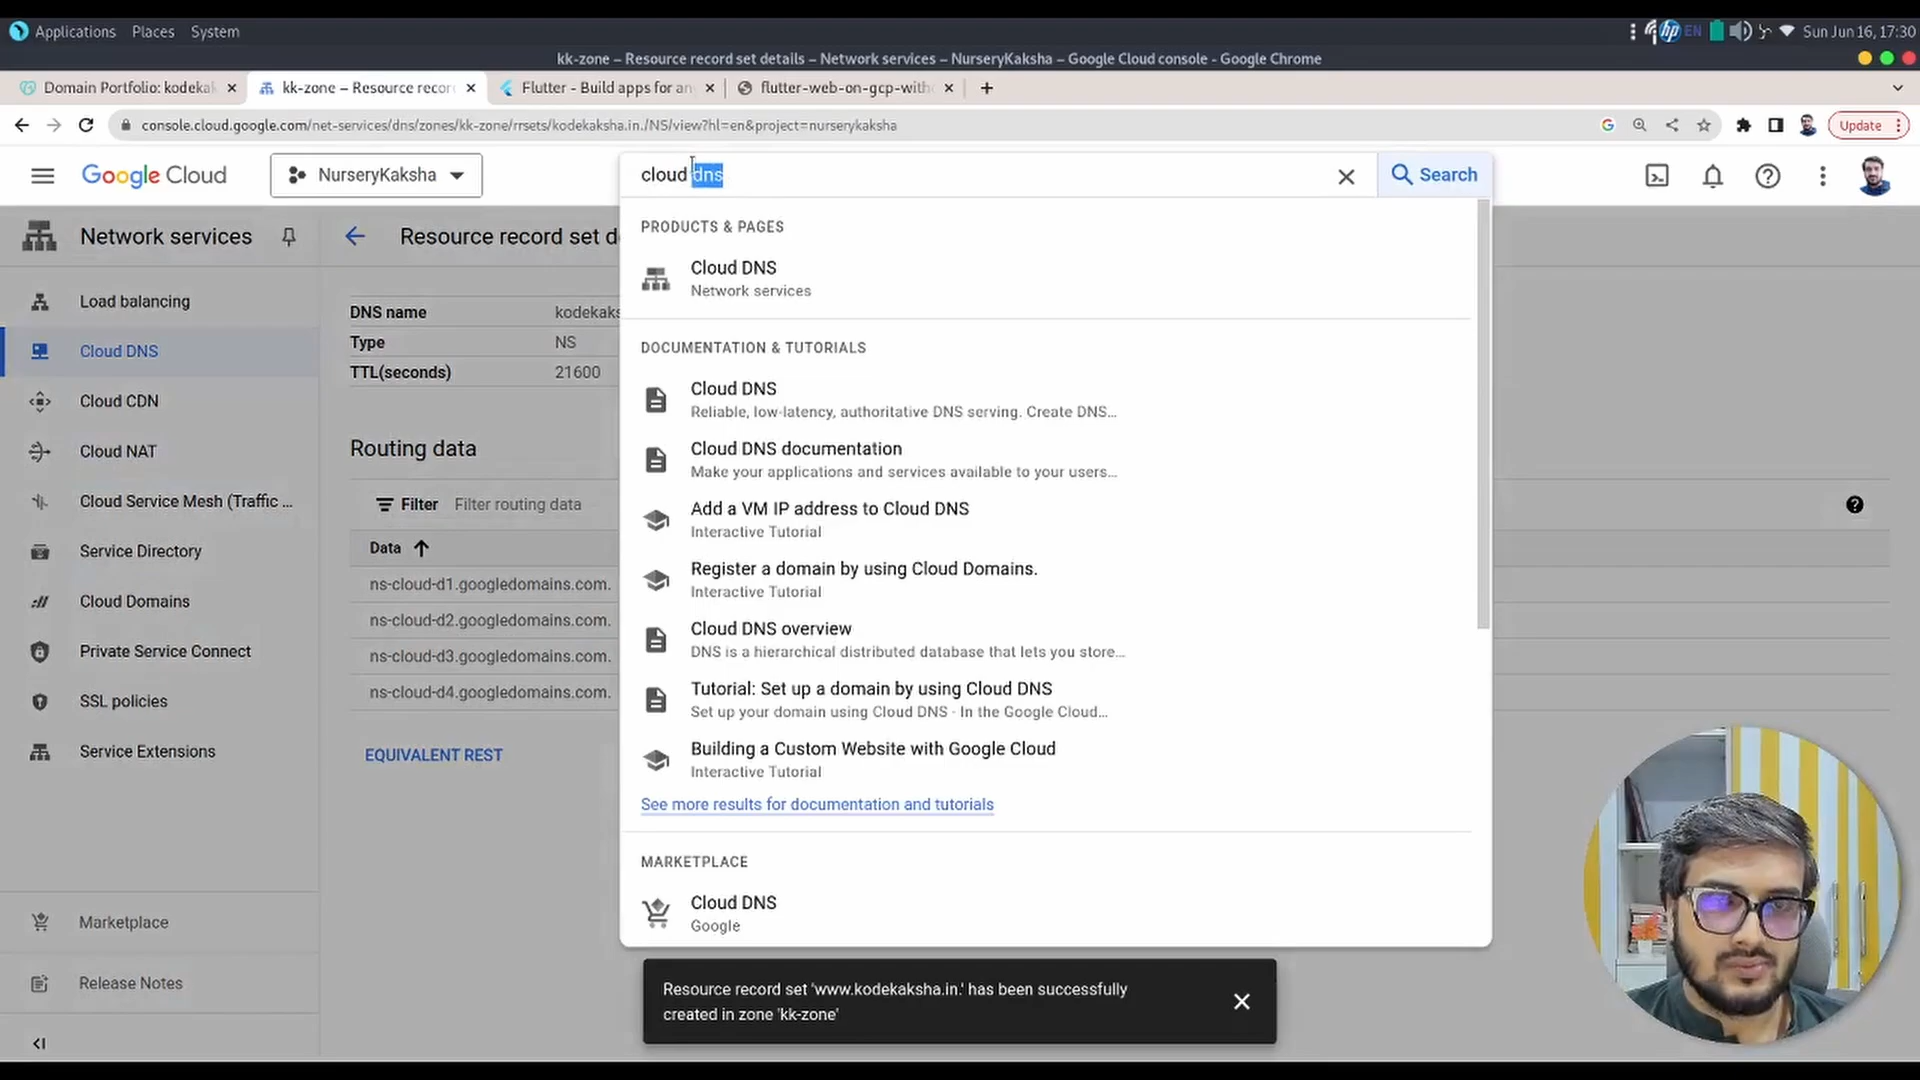 Applications Places System
EN
Sun Jun 16, 17:30
kk-zone – Resource record set details – Network services – NurseryKaksha – Google Cloud console - Google Chrome
Domain Portfolio: kodeka
kk-zone – Resource recor
Flutter - Build apps for an
flutter-web-on-gcp-with
console.cloud.google.com/net-services/dns/zones/kk-zone/rrsets/kodekaksha.in./NS/view?hl=en&project=nurserykaksha
Update
Google Cloud
NurseryKaksha
cloud dns
Search
Network services
Load balancing
Cloud DNS
Cloud CDN
Cloud NAT
Cloud Service Mesh (Traffic ...
Service Directory
Cloud Domains
Private Service Connect
SSL policies
Service Extensions
Marketplace
Release Notes
Resource record set d
DNS name kodekaks
Type NS
TTL(seconds) 21600
Routing data
Filter Filter routing data
Data
ns-cloud-d1.googledomains.com.
ns-cloud-d2.googledomains.com.
ns-cloud-d3.googledomains.com.
ns-cloud-d4.googledomains.com.
EQUIVALENT REST
PRODUCTS & PAGES
Cloud DNS
Network services
DOCUMENTATION & TUTORIALS
Cloud DNS
Reliable, low-latency, authoritative DNS serving. Create DNS...
Cloud DNS documentation
Make your applications and services available to your users...
Add a VM IP address to Cloud DNS
Interactive Tutorial
Register a domain by using Cloud Domains.
Interactive Tutorial
Cloud DNS overview
DNS is a hierarchical distributed database that lets you store...
Tutorial: Set up a domain by using Cloud DNS
Set up your domain using Cloud DNS · In the Google Cloud...
Building a Custom Website with Google Cloud
Interactive Tutorial
See more results for documentation and tutorials
MARKETPLACE
Cloud DNS
Google
Resource record set 'www.kodekaksha.in.' has been successfully
created in zone 'kk-zone'